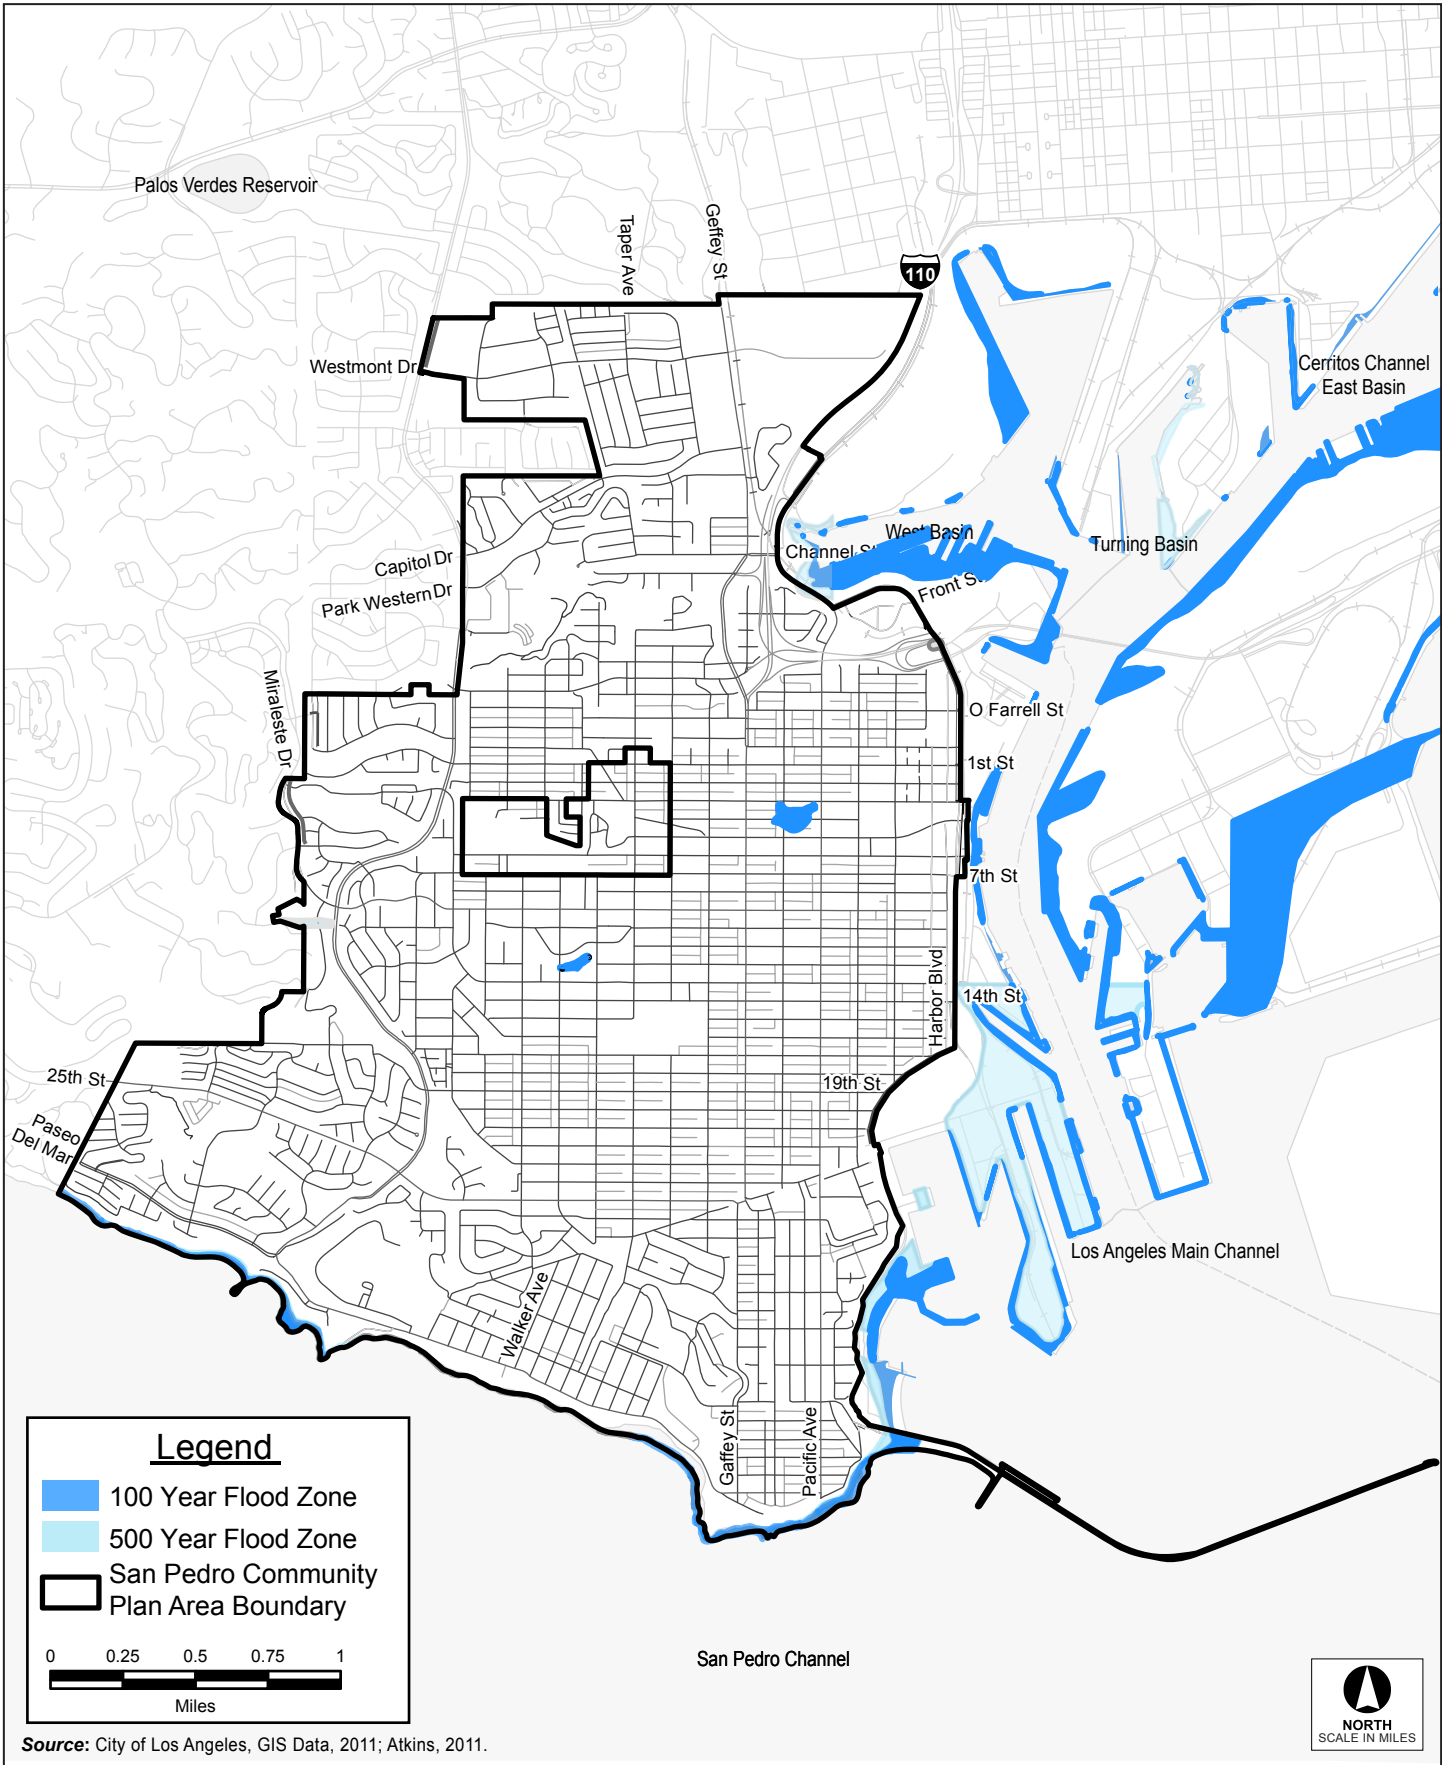 Palos Verdes Reservoir
Taper Ave
Geffey St
110
Westmont Dr
Cerritos Channel
East Basin
West Basin
Channel St
Turning Basin
Capitol Dr
Park Western Dr
Front St
Miraleste Dr
O Farrell St
1st St
7th St
Harbor Blvd
14th St
25th St
19th St
Paseo
Del Mar
Los Angeles Main Channel
Walker Ave
Gaffey St
Pacific Ave
Legend
100 Year Flood Zone
500 Year Flood Zone
San Pedro Community
Plan Area Boundary
0 0.25 0.5 0.75 1
Miles
San Pedro Channel
NORTH
SCALE IN MILES
Source: City of Los Angeles, GIS Data, 2011; Atkins, 2011.